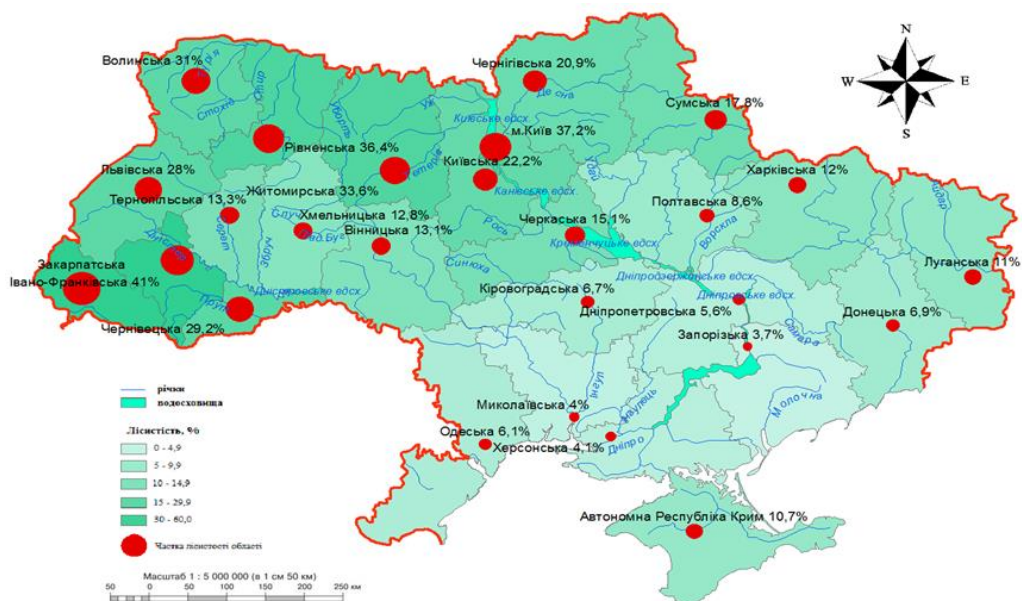 N
W E
S
Волинська 31%
Чернігівська 20,9%
Сумська 17,8%
Стохід
Уборть
Уж
Десна
Київське вдсх.
м.Київ 37,2%
Рівненська 36,4%
Київська 22,2%
Тетерів
Удай
Львівська 28%
Житомирська 33,6%
Канівське вдсх.
Харківська 12%
Тернопільська 13,3%
Хмельницька 12,8%
Случ
Полтавська 8,6%
Вінницька 13,1%
Півд.Буг
Рось
Черкаська 15,1%
Ворскла
Серет
Збруч
Кременчуцьке вдсх.
Дністер
Синюха
Закарпатська
Івано-Франківська 41%
Дніпродзержинське вдсх.
Луганська 11%
Дністровське вдсх.
Прут
Кіровоградська 6,7%
Дніпровське вдсх.
Дніпропетровська 5,6%
Донецька 6,9%
Чернівецька 29,2%
Самара
Запорізька 3,7%
Інгул
річки
водосховища
Миколаївська 4%
Молочна
Інгулець
Лісистість, %
Одеська 6,1%
Херсонська 4,1%
Дніпро
0 - 4,9
5 - 9,9
10 - 14,9
15 - 29,9
30 - 60,0
Автономна Республіка Крим 10,7%
Частка лісистості області
Масштаб 1 : 5 000 000 (в 1 см 50 км)
50 0 50 100 150 200 250 км